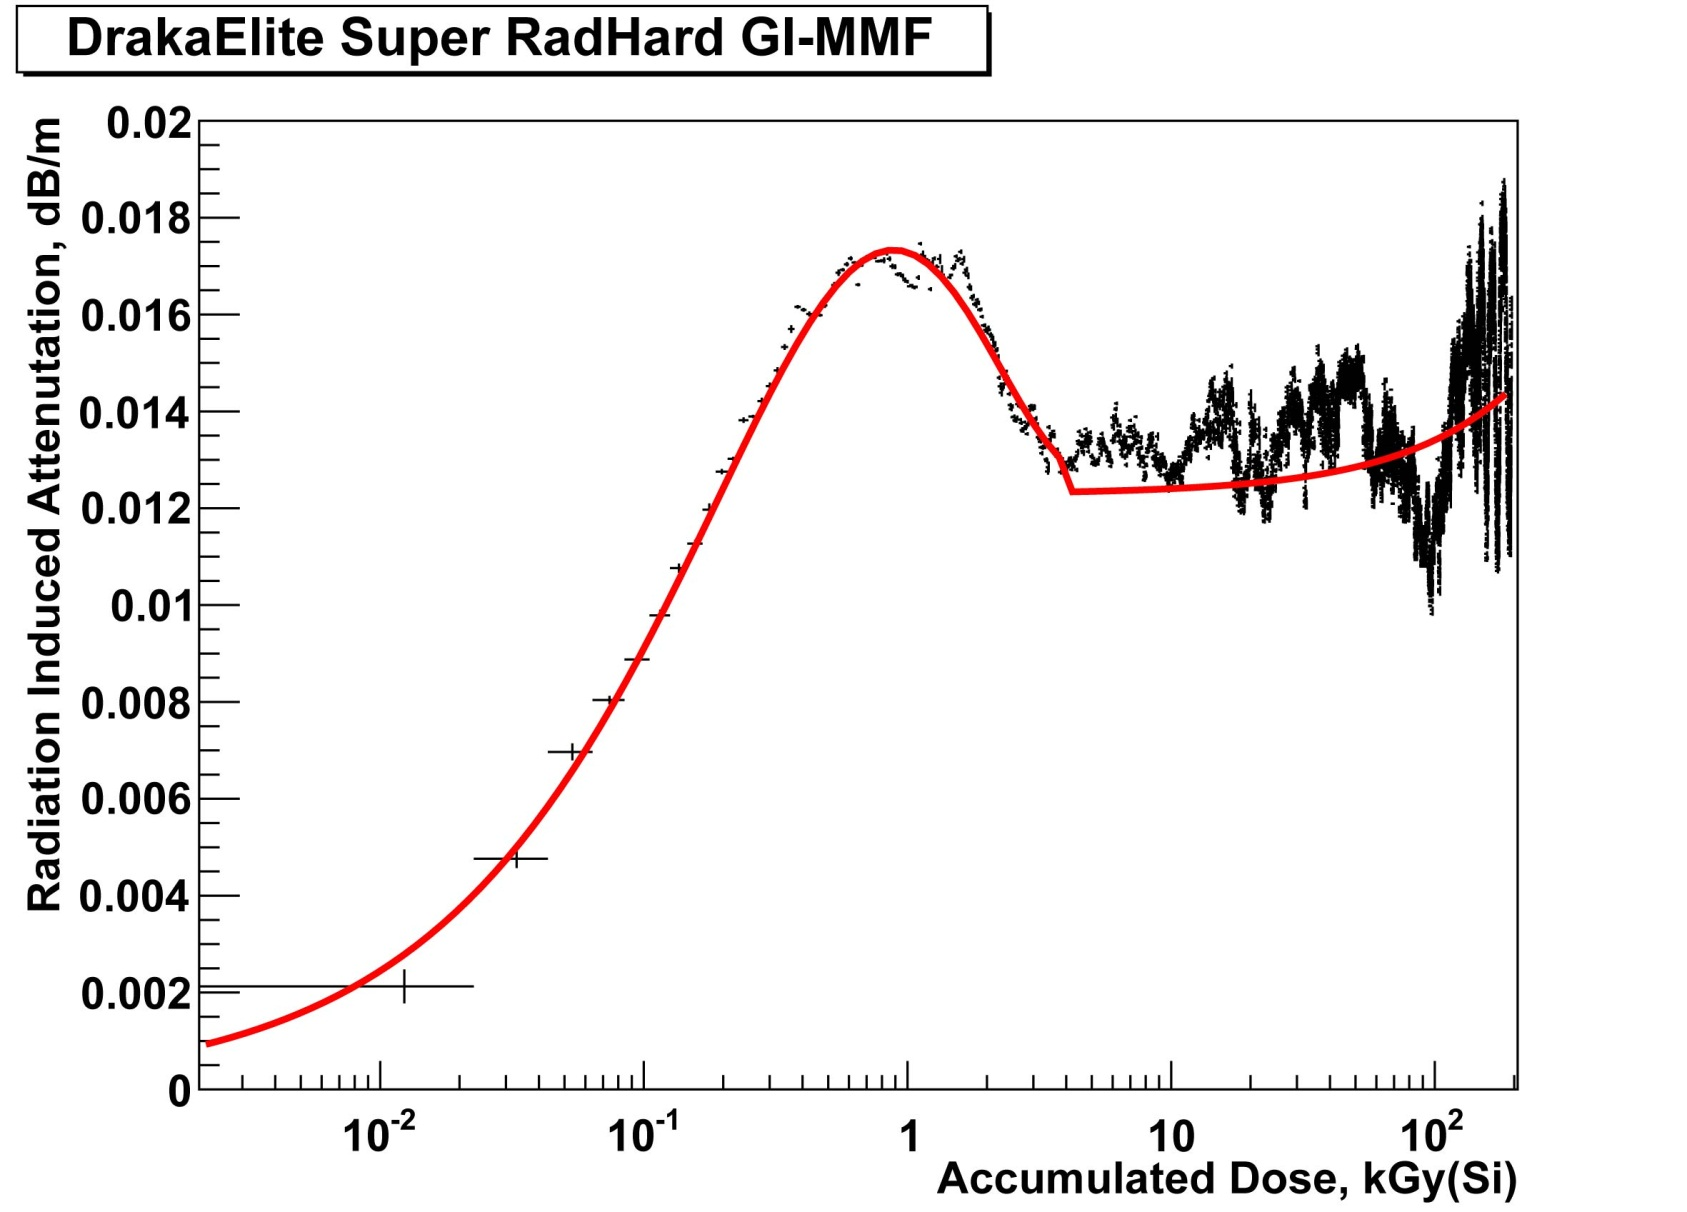 DrakaElite Super RadHard GI-MMF
Radiation Induced Attenutation, dB/m
0.02
0.018
0.016
0.014
0.012
0.01
0.008
0.006
0.004
0.002
0
10⁻² 10⁻¹ 1 10 10²
Accumulated Dose, kGy(Si)